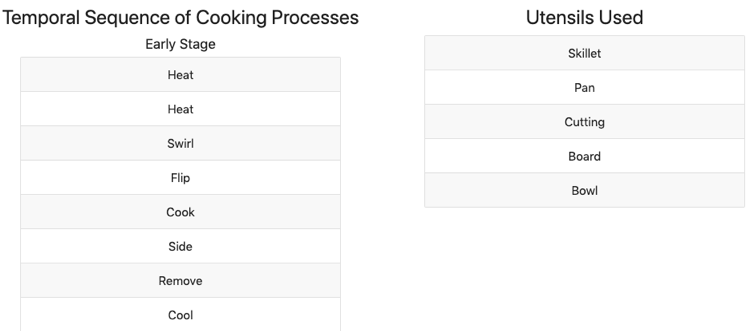 Temporal Sequence of Cooking Processes
Early Stage
Heat
Heat
Swirl
Flip
Cook
Side
Remove
Cool
Utensils Used
Skillet
Pan
Cutting
Board
Bowl